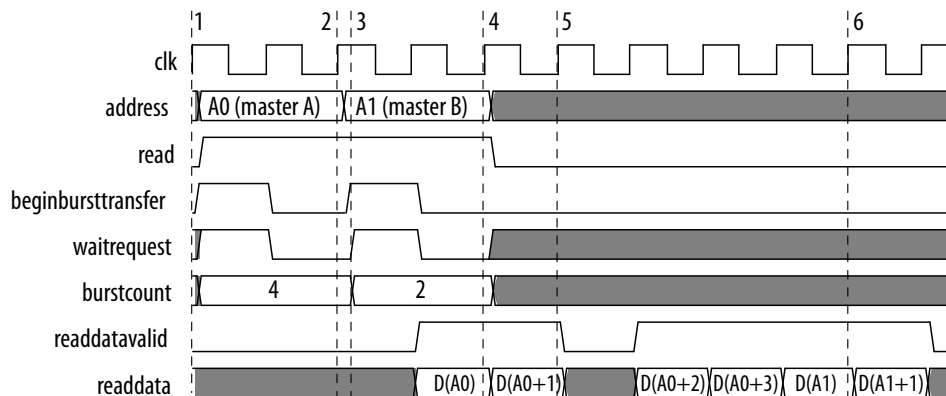 1 2 3 4 5 6
clk
address A0 (master A) A1 (master B)
read
beginbursttransfer
waitrequest
burstcount 4 2
readdatavalid
readdata D(A0) D(A0+1) D(A0+2) D(A0+3) D(A1) D(A1+1)